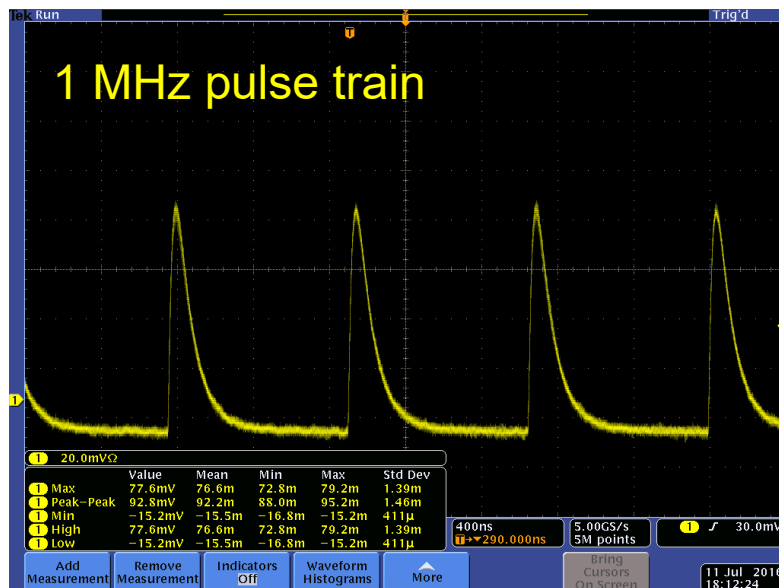 Tek Run Trig'd
T
1 MHz pulse train
1
1 20.0mVΩ
Value Mean Min Max Std Dev
1 Max 77.6mV 76.6m 72.8m 79.2m 1.39m
1 Peak-Peak 92.8mV 92.2m 88.0m 95.2m 1.46m
1 Min -15.2mV -15.5m -16.8m -15.2m 411µ
1 High 77.6mV 76.6m 72.8m 79.2m 1.39m
1 Low -15.2mV -15.5m -16.8m -15.2m 411µ
400ns
T→▼290.000ns
5.00GS/s
5M points
1 ∫ 30.0mV
Add Measurement
Remove Measurement
Indicators
Off
Waveform Histograms
More
Bring
Cursors
On Screen
11 Jul 2016
18:12:24